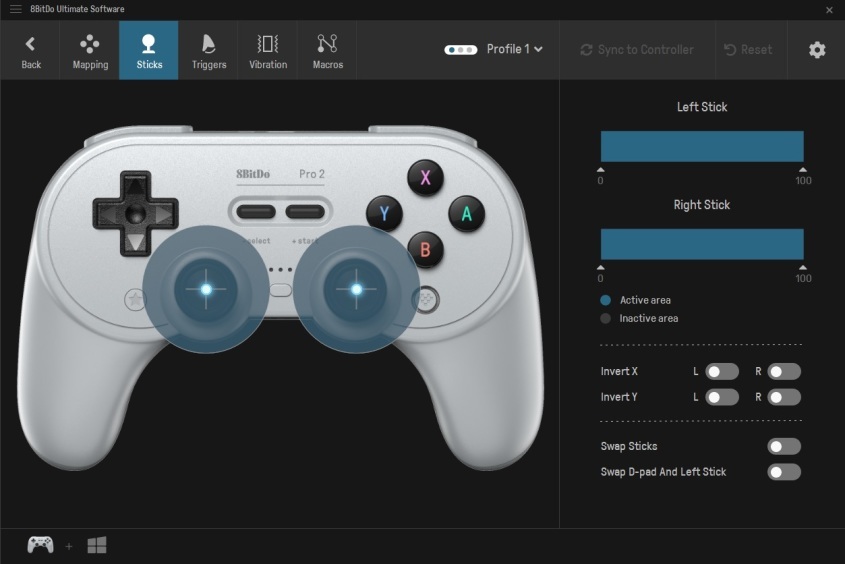 8BitDo Ultimate Software
Back
Mapping
Sticks
Triggers
Vibration
Macros
Profile 1
Sync to Controller
Reset
8BitDo
Pro 2
X
Y
A
B
select
start
Left Stick
0 100
Right Stick
0 100
Active area
Inactive area
Invert X L R
Invert Y L R
Swap Sticks
Swap D-pad And Left Stick
+